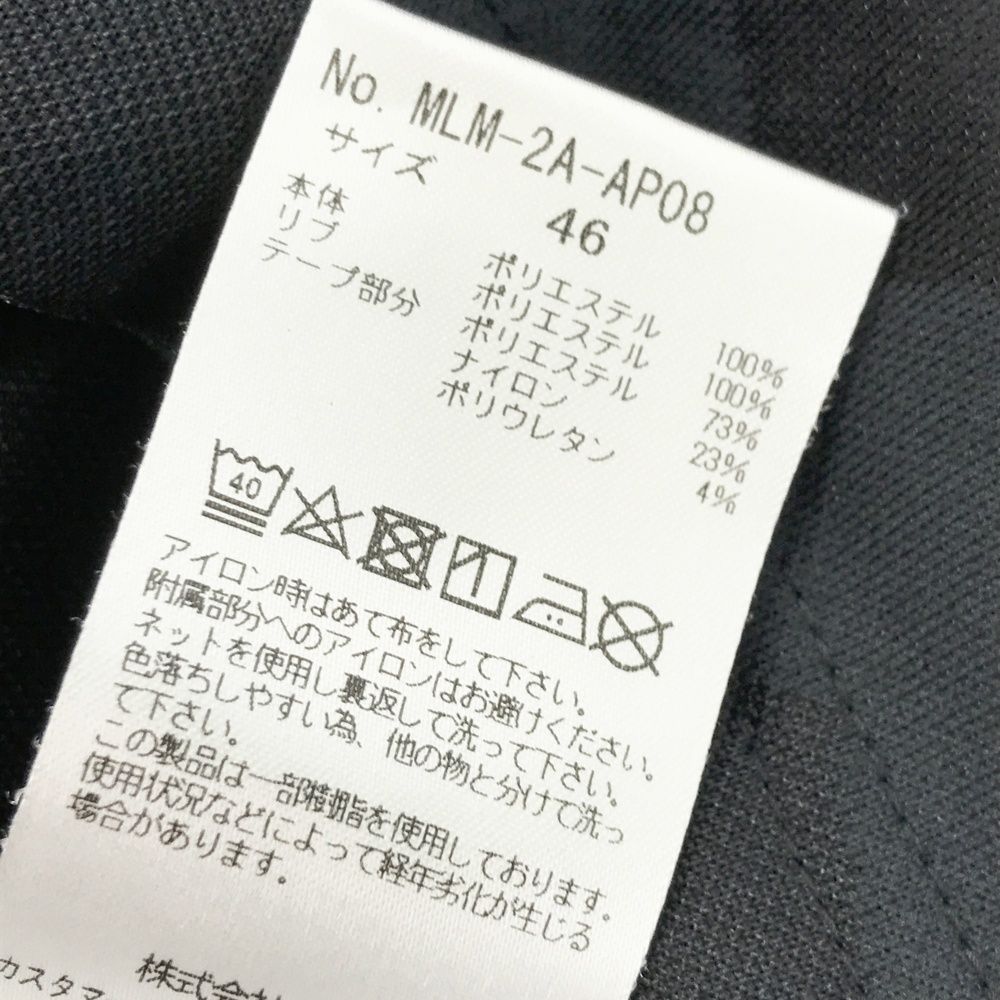 No. MLM-2A-AP08
サイズ 46
本体 ポリエステル 100%
リブ ポリエステル 100%
テープ部分 ポリエステル 73%
ナイロン 23%
ポリウレタン 4%
40
アイロン時はあて布をして下さい。
附属部分へのアイロンはお避けください。
ネットを使用し裏返して洗って下さい。
色落ちしやすい為、他の物と分けて洗っ
て下さい。
この製品は一部樹脂を使用しております。
使用状況などによって経年劣化が生じる
場合があります。
株式会社
カスタマ